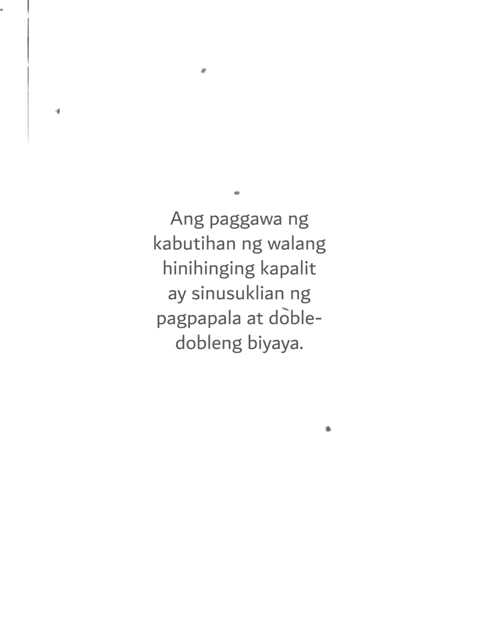 Ang paggawa ng
kabutihan ng walang
hinihinging kapalit
ay sinusuklian ng
pagpapala at doble-
dobleng biyaya.